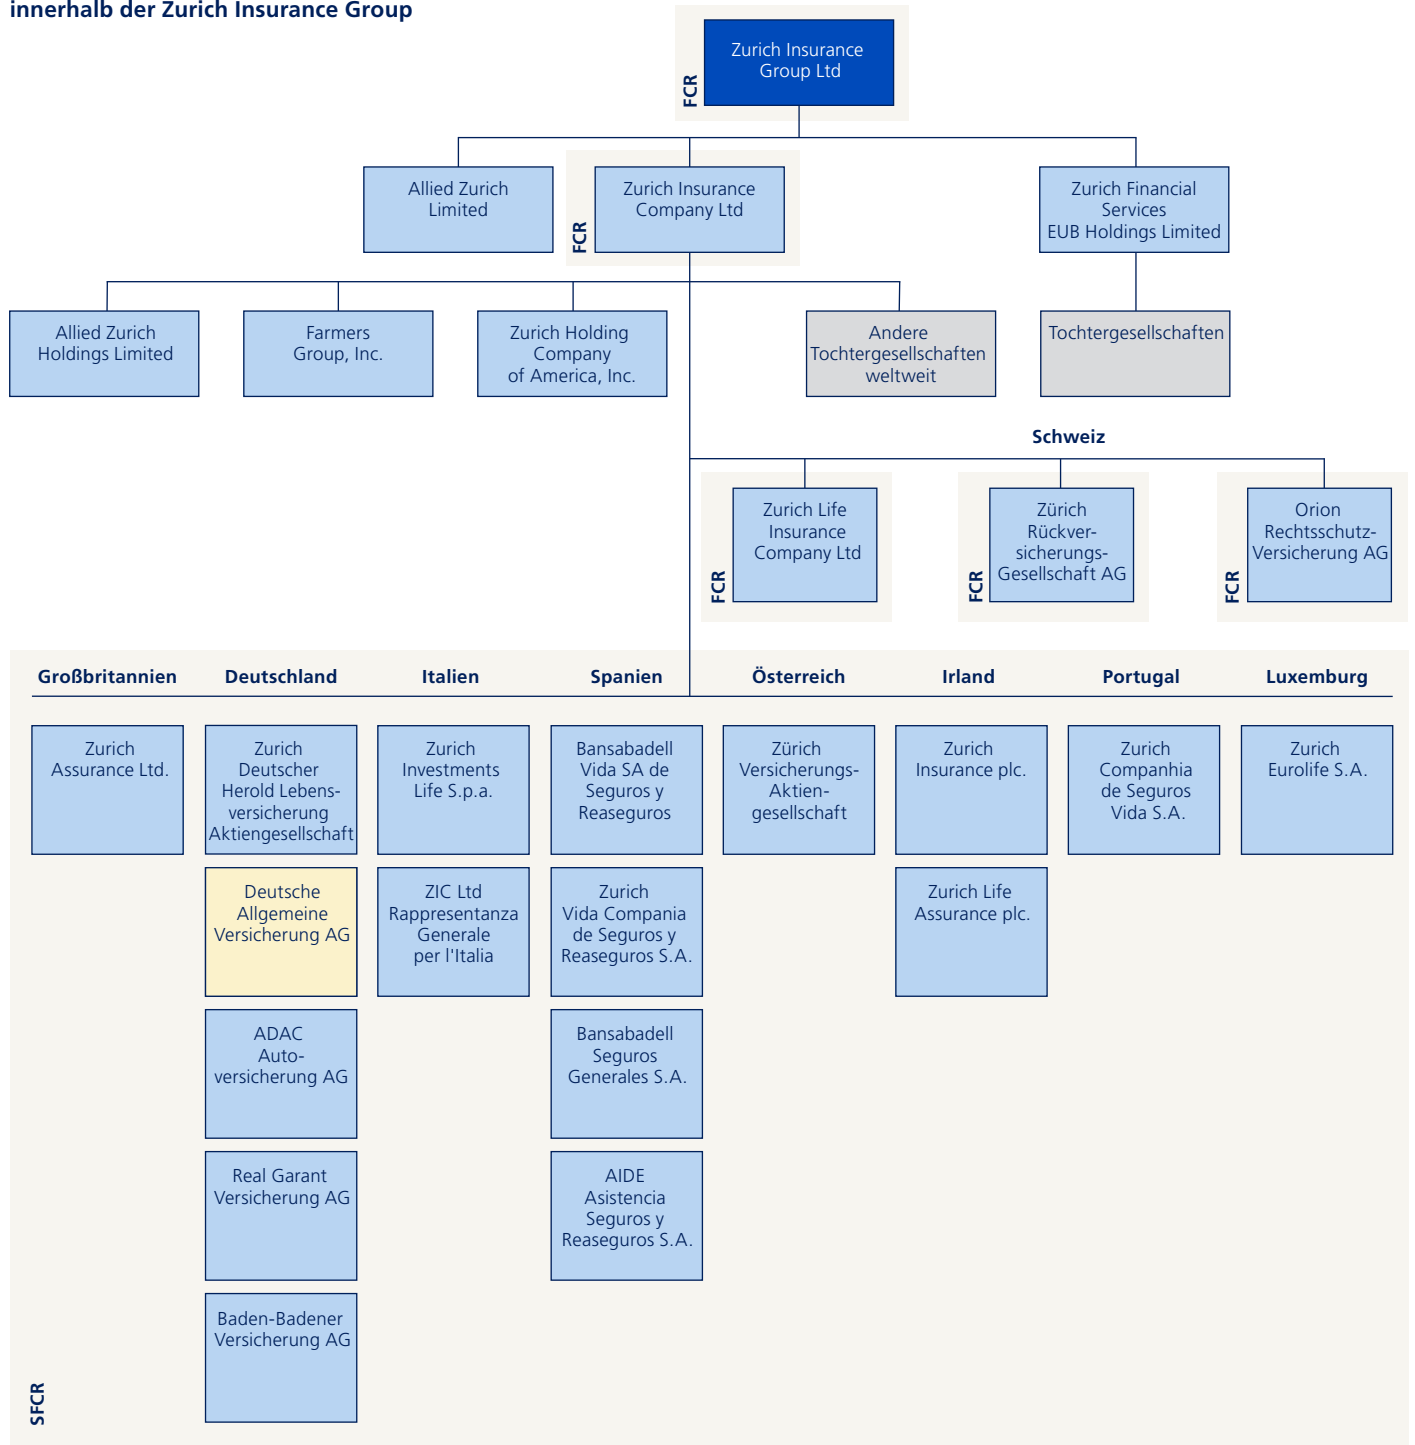 innerhalb der Zurich Insurance Group
FCR
Zurich Insurance
Group Ltd
Allied Zurich
Limited
FCR
Zurich Insurance
Company Ltd
Zurich Financial
Services
EUB Holdings Limited
Allied Zurich
Holdings Limited
Farmers
Group, Inc.
Zurich Holding
Company
of America, Inc.
Andere
Tochtergesellschaften
weltweit
Tochtergesellschaften
Schweiz
FCR
Zurich Life
Insurance
Company Ltd
FCR
Zürich
Rückver-
sicherungs-
Gesellschaft AG
FCR
Orion
Rechtsschutz-
Versicherung AG
Großbritannien
Deutschland
Italien
Spanien
Österreich
Irland
Portugal
Luxemburg
Zurich
Assurance Ltd.
Zurich
Deutscher
Herold Lebens-
versicherung
Aktiengesellschaft
Zurich
Investments
Life S.p.a.
Bansabadell
Vida SA de
Seguros y
Reaseguros
Zürich
Versicherungs-
Aktien-
gesellschaft
Zurich
Insurance plc.
Zurich
Companhia
de Seguros
Vida S.A.
Zurich
Eurolife S.A.
Deutsche
Allgemeine
Versicherung AG
ZIC Ltd
Rappresentanza
Generale
per l'Italia
Zurich
Vida Compania
de Seguros y
Reaseguros S.A.
Zurich Life
Assurance plc.
ADAC
Auto-
versicherung AG
Bansabadell
Seguros
Generales S.A.
Real Garant
Versicherung AG
AIDE
Asistencia
Seguros y
Reaseguros S.A.
Baden-Badener
Versicherung AG
SFCR